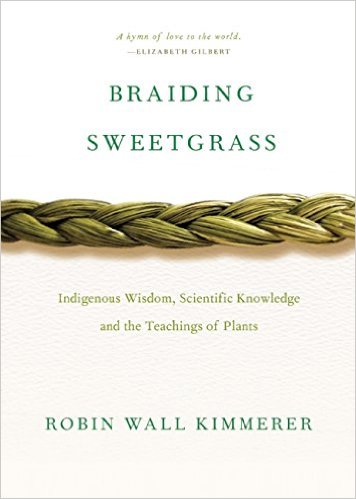 A hymn of love to the world.
—ELIZABETH GILBERT
BRAIDING
SWEETGRASS
Indigenous Wisdom, Scientific Knowledge
and the Teachings of Plants
ROBIN WALL KIMMERER